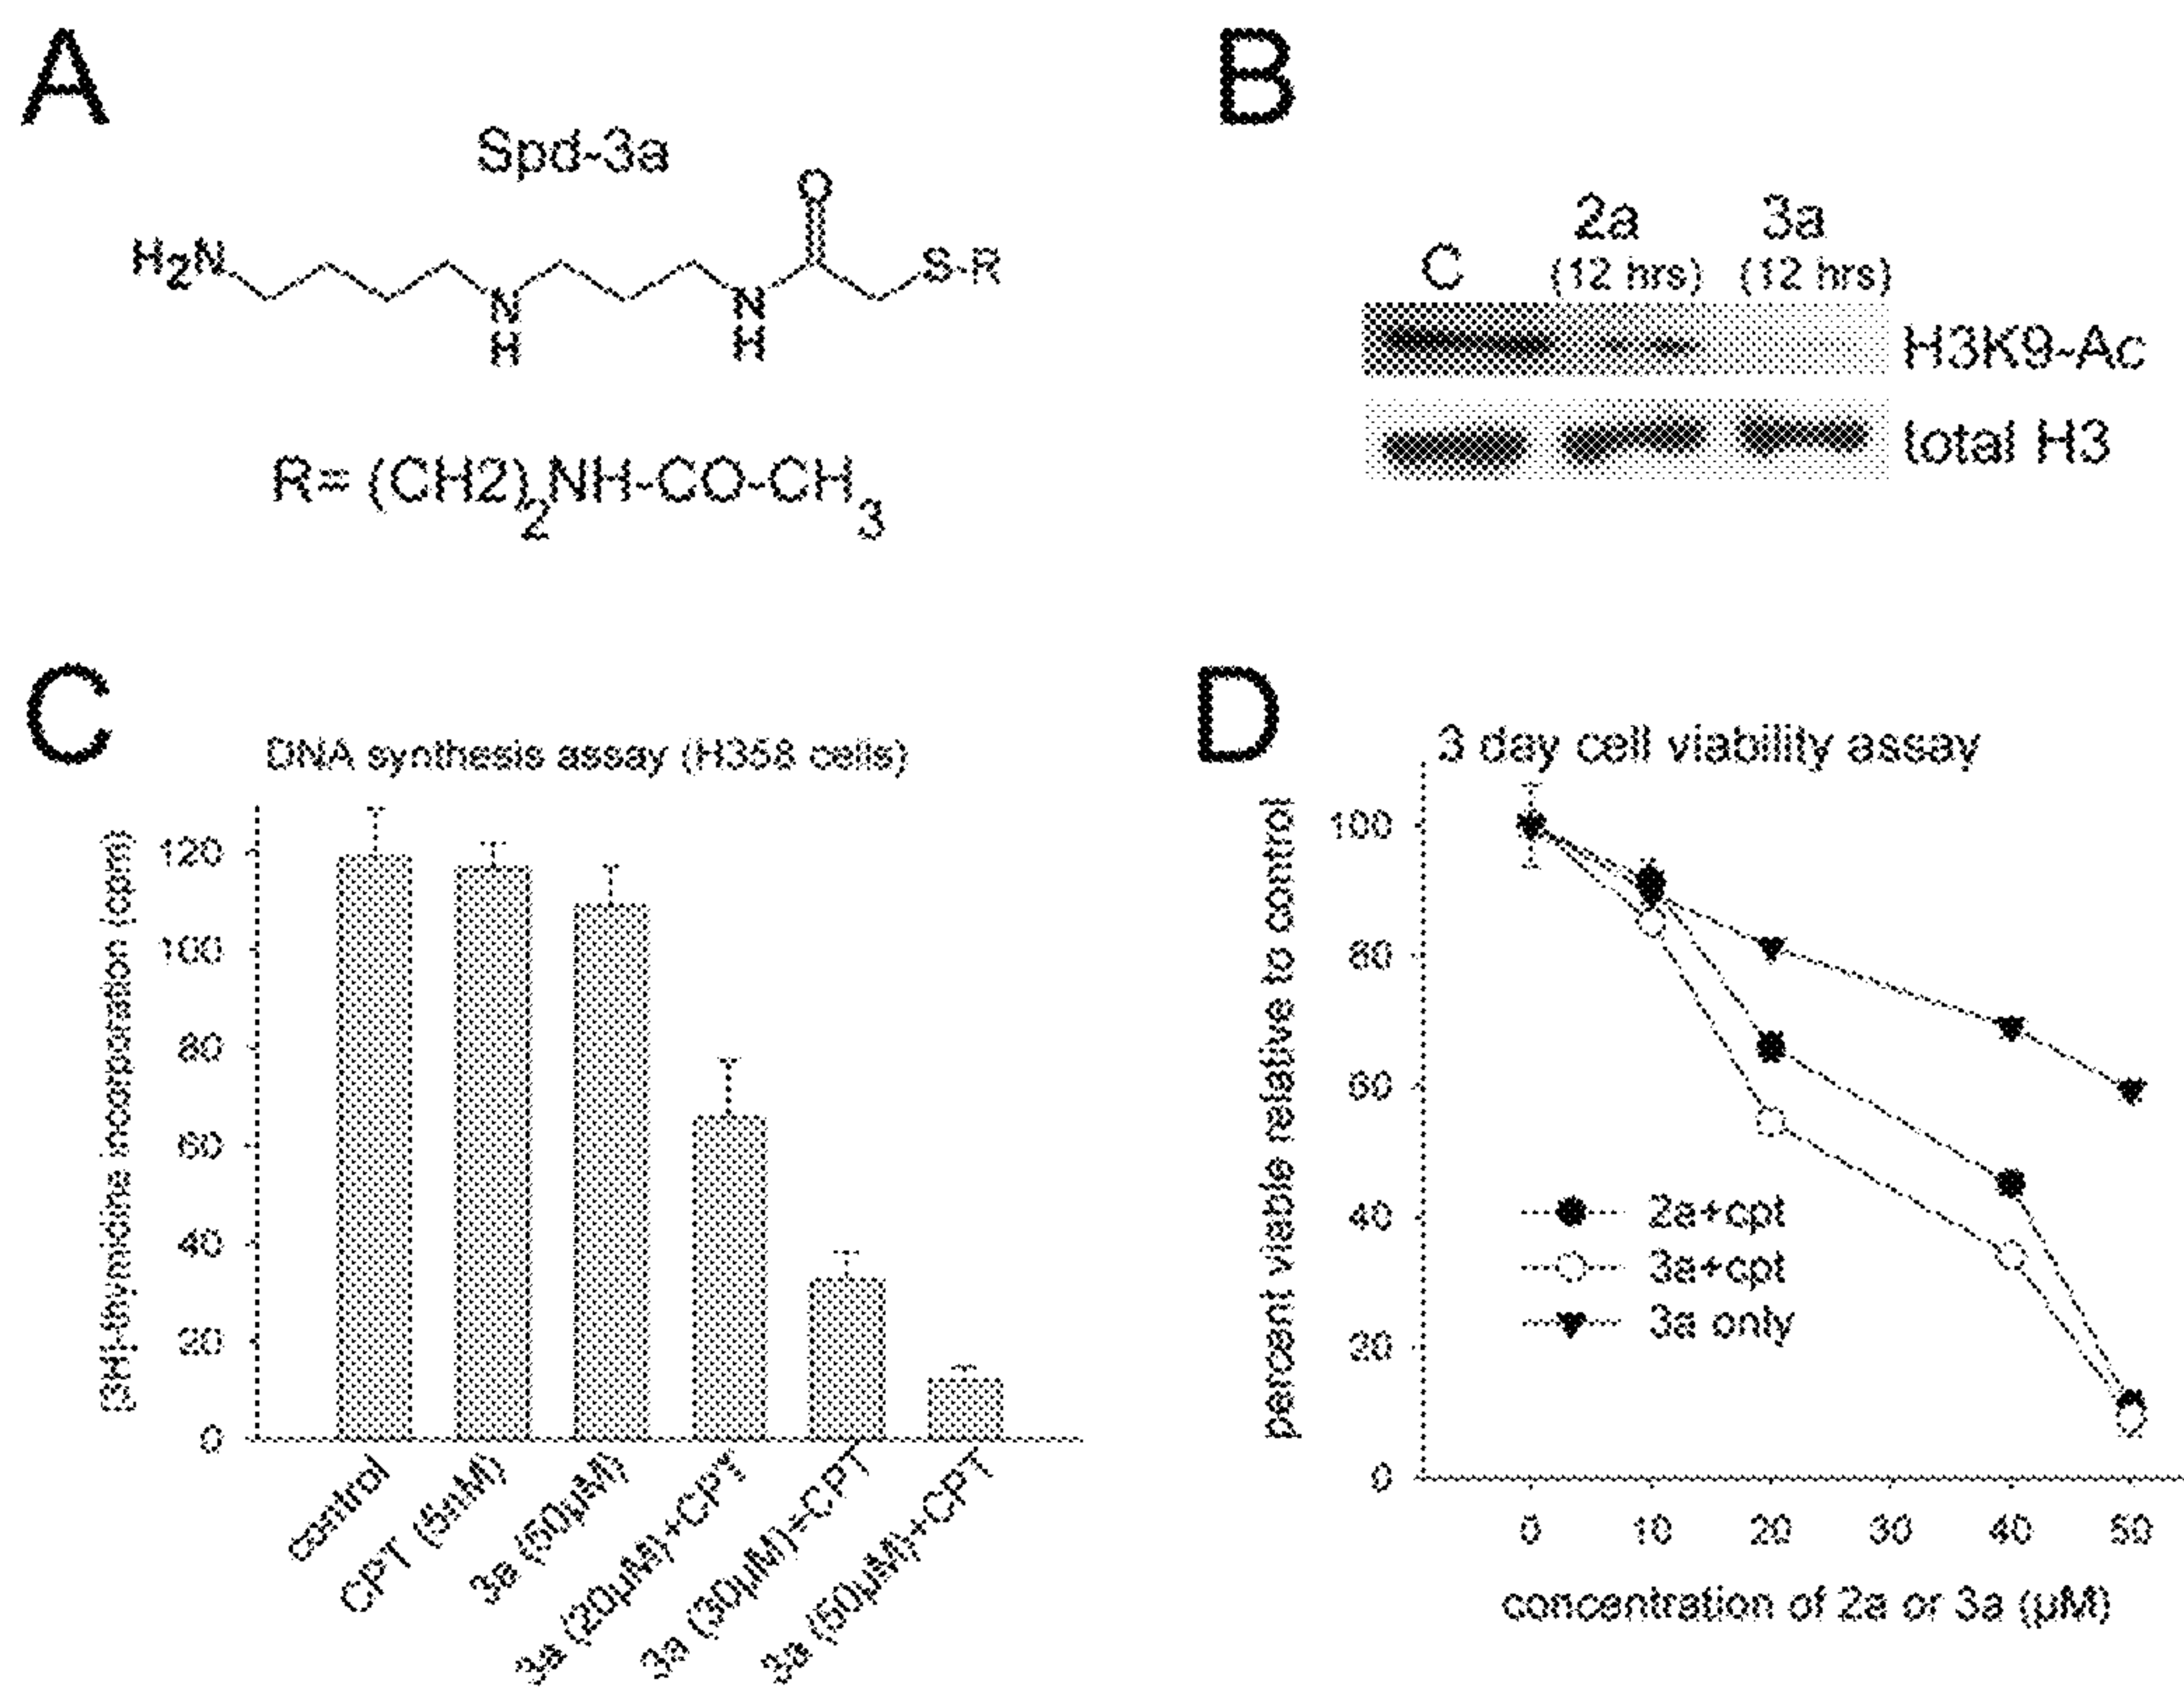 A
Spd-3a
O
H2N
S-R
N
H
N
H
R= (CH2)2NH-CO-CH3
B
C
2a
(12 hrs)
3a
(12 hrs)
H3K9-Ac
total H3
C
DNA synthesis assay (H358 cells)
[3H]-thymidine incorporation (cpm)
120
100
80
60
40
20
0
control
CPT (5nM)
3a (50µM)
3a (20µM)+CPT
3a (30µM)+CPT
3a (50µM)+CPT
D
3 day cell viability assay
percent viable relative to control
100
80
60
40
20
0
2a+cpt
3a+cpt
3a only
0 10 20 30 40 50
concentration of 2a or 3a (µM)